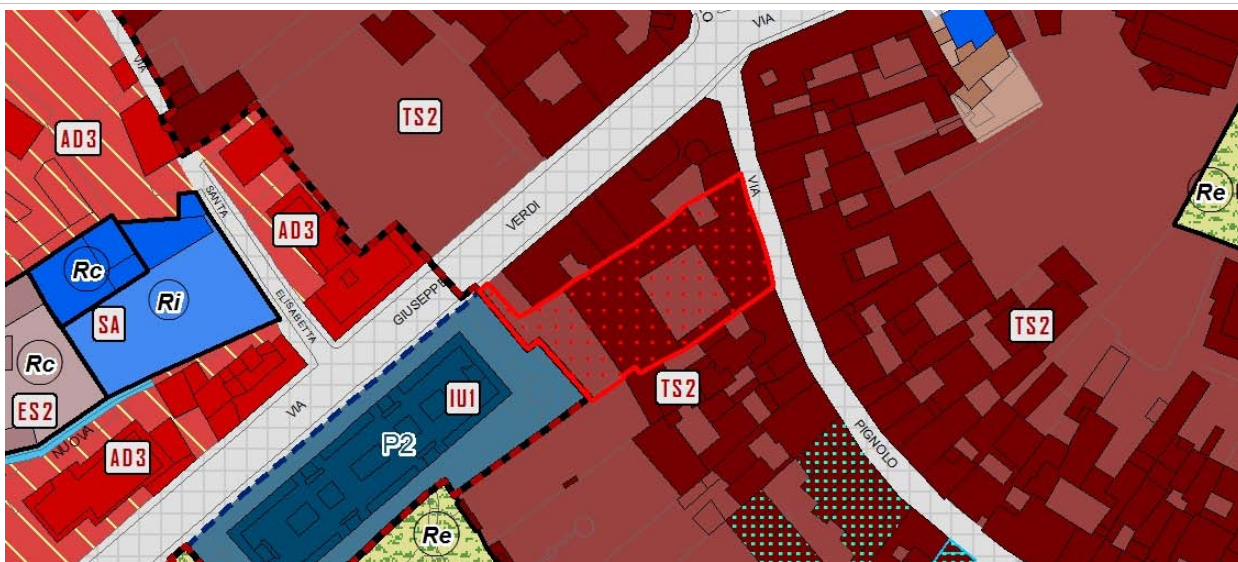 VIA
VIA
TS2
AD3
Re
VIA
SANTA
AD3
VERDI
Rc
Ri
ELISABETTA
GIUSEPPE
SA
TS2
Rc
TS2
IU1
ES2
VIA
NUOVA
P2
PIGNOLO
AD3
Re